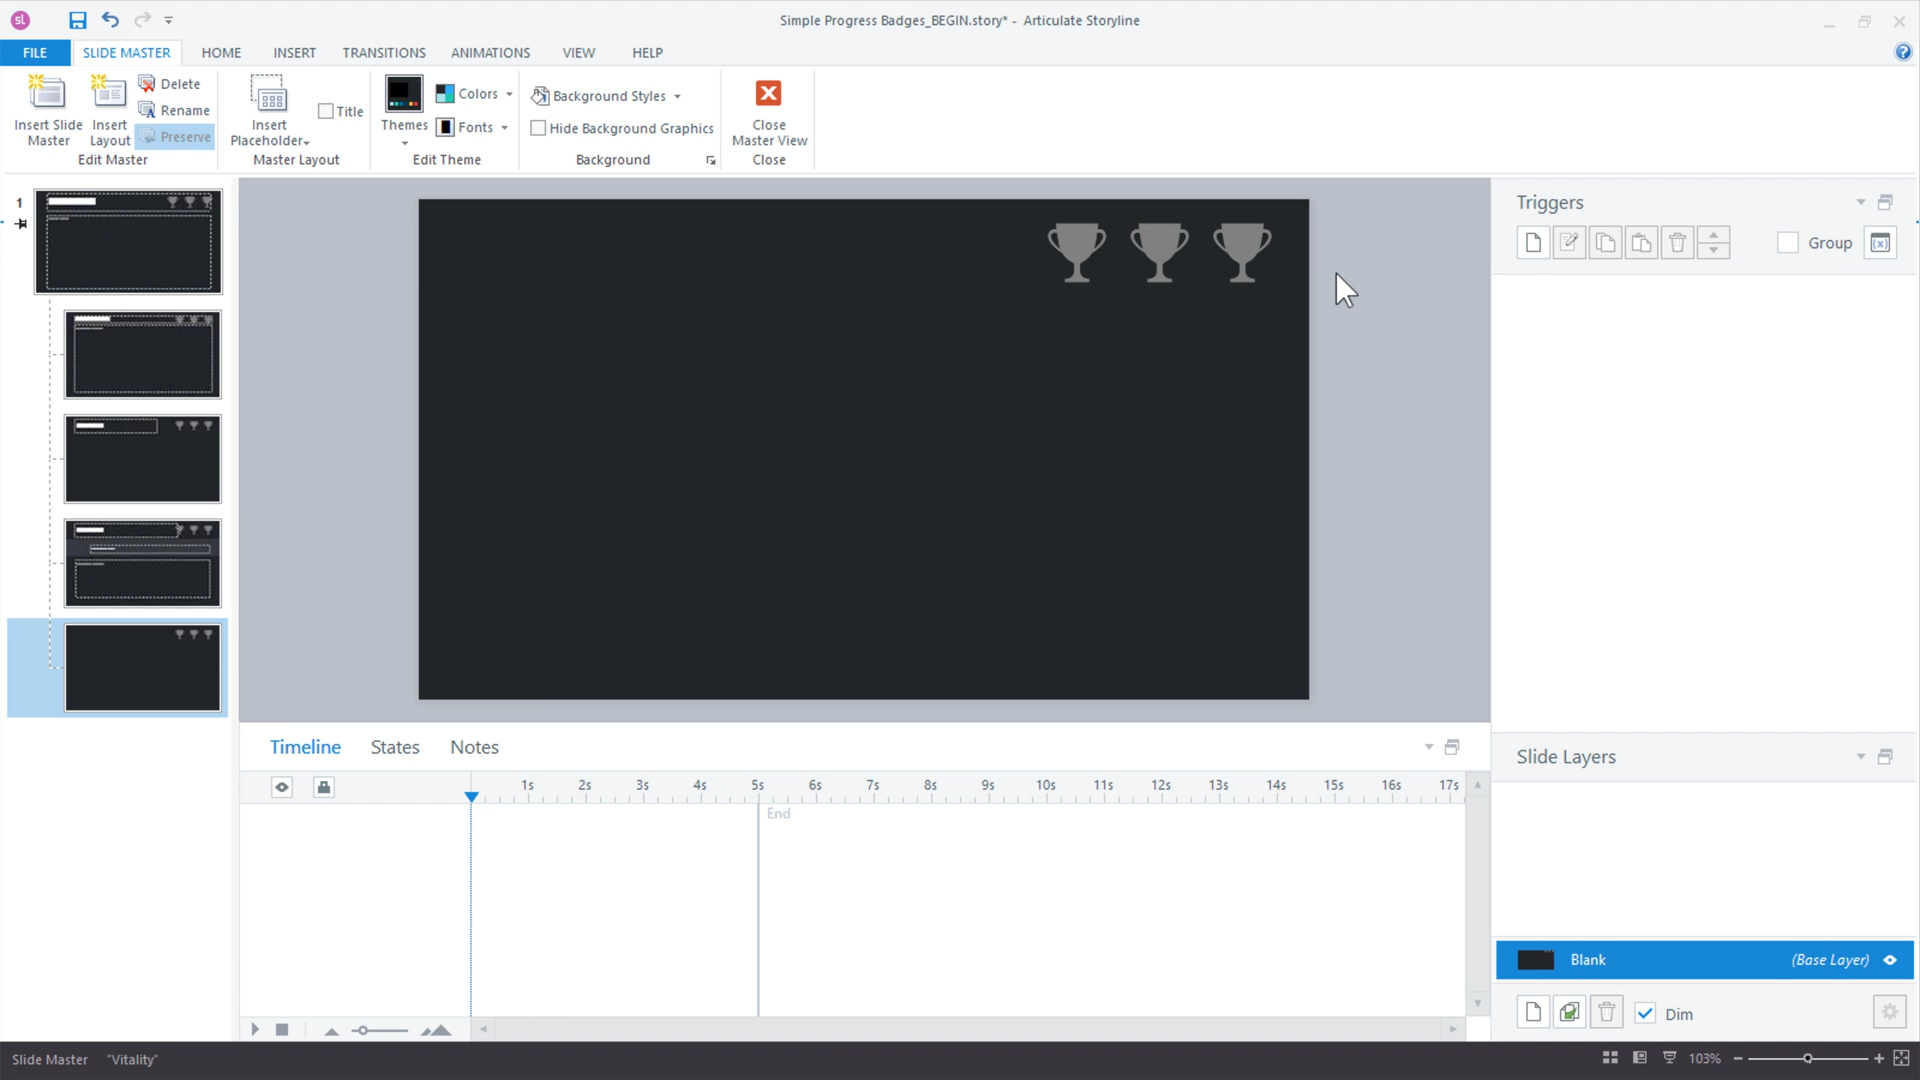 sl
Simple Progress Badges_BEGIN.story* - Articulate Storyline
FILE
SLIDE MASTER
HOME
INSERT
TRANSITIONS
ANIMATIONS
VIEW
HELP
Insert Slide Master
Insert Layout
Delete
Rename
Preserve
Edit Master
Insert Placeholder
Title
Master Layout
Themes
Colors
Fonts
Edit Theme
Background Styles
Hide Background Graphics
Background
Close Master View
Close
1
Triggers
Group
(x)
Timeline
States
Notes
1s 2s 3s 4s 5s 6s 7s 8s 9s 10s 11s 12s 13s 14s 15s 16s 17s
End
Slide Layers
Blank
(Base Layer)
Dim
Slide Master
"Vitality"
103%